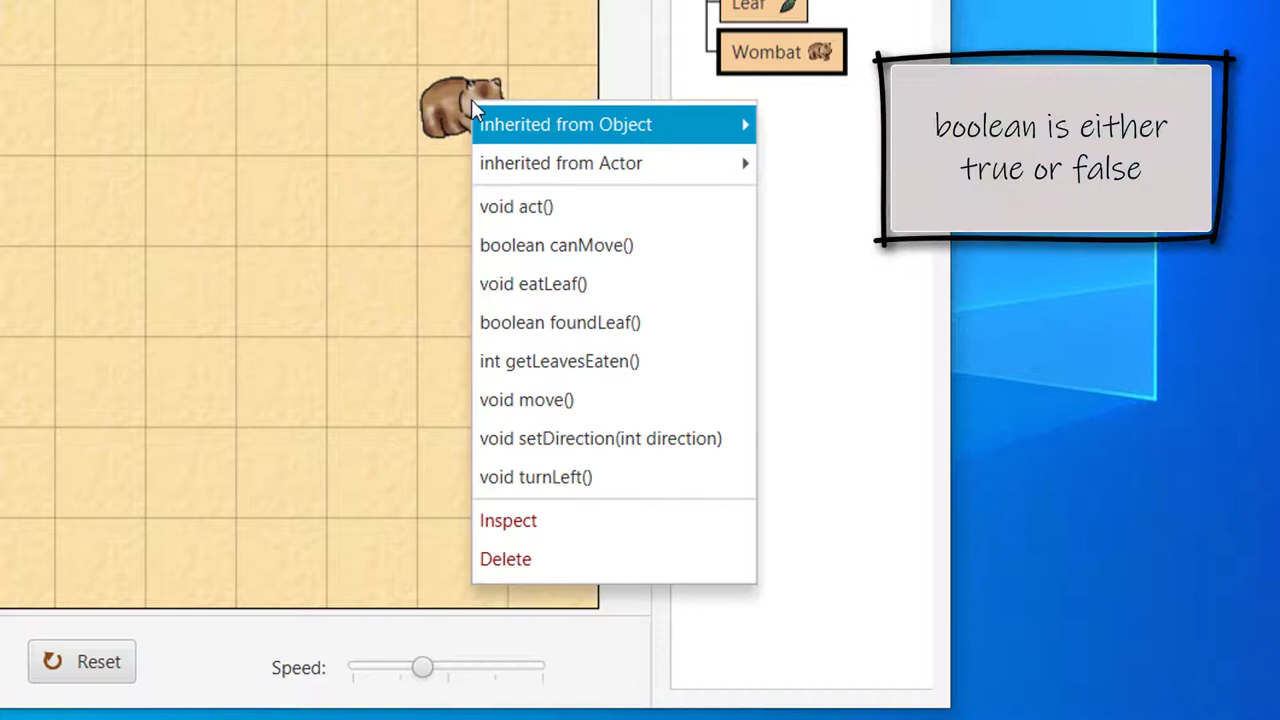 Leaf
Wombat
boolean is either
true or false
inherited from Object
inherited from Actor
void act()
boolean canMove()
void eatLeaf()
boolean foundLeaf()
int getLeavesEaten()
void move()
void setDirection(int direction)
void turnLeft()
Inspect
Delete
Reset
Speed: